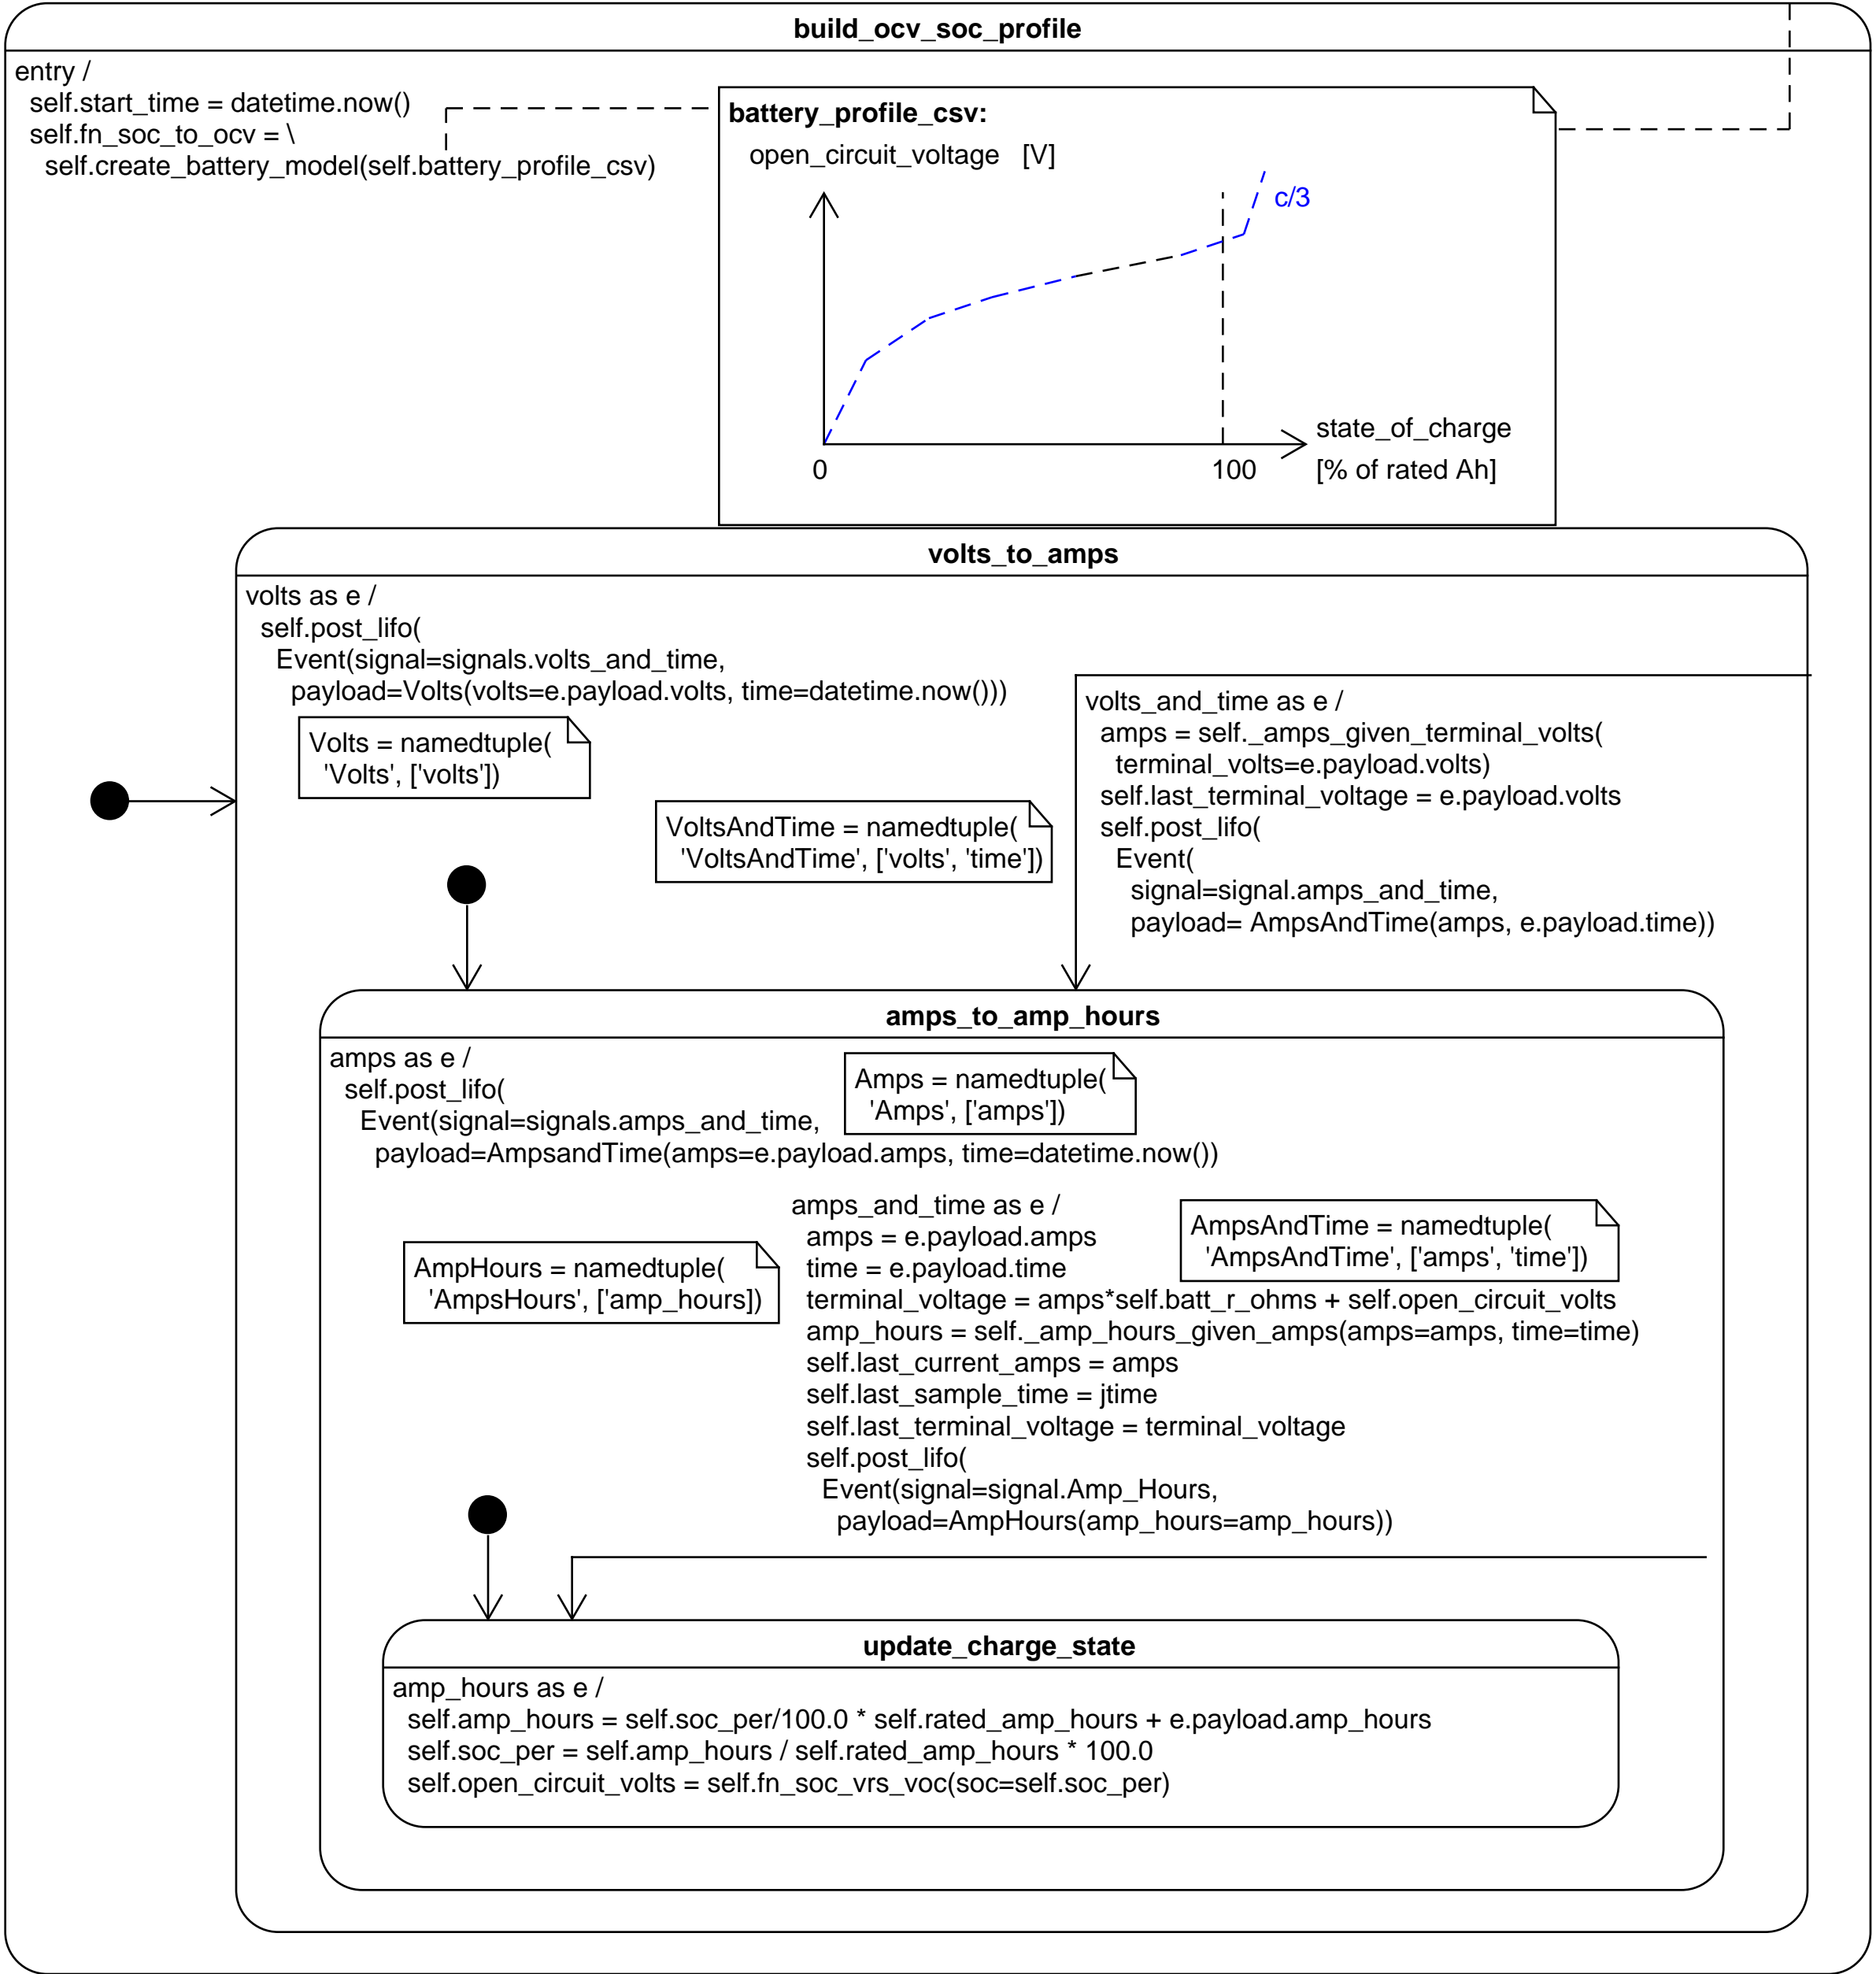 build_ocv_soc_profile
entry /
self.start_time = datetime.now()
self.fn_soc_to_ocv = \
self.create_battery_model(self.battery_profile_csv)
battery_profile_csv:
open_circuit_voltage [V]
c/3
state_of_charge
0
100
[% of rated Ah]
volts_to_amps
volts as e /
self.post_lifo(
Event(signal=signals.volts_and_time,
payload=Volts(volts=e.payload.volts, time=datetime.now()))
Volts = namedtuple(
'Volts', ['volts'])
VoltsAndTime = namedtuple(
'VoltsAndTime', ['volts', 'time'])
volts_and_time as e /
amps = self._amps_given_terminal_volts(
terminal_volts=e.payload.volts)
self.last_terminal_voltage = e.payload.volts
self.post_lifo(
Event(
signal=signal.amps_and_time,
payload= AmpsAndTime(amps, e.payload.time))
amps_to_amp_hours
amps as e /
self.post_lifo(
Event(signal=signals.amps_and_time,
payload=AmpsandTime(amps=e.payload.amps, time=datetime.now())
Amps = namedtuple(
'Amps', ['amps'])
AmpHours = namedtuple(
'AmpsHours', ['amp_hours])
amps_and_time as e /
amps = e.payload.amps
time = e.payload.time
terminal_voltage = amps*self.batt_r_ohms + self.open_circuit_volts
amp_hours = self._amp_hours_given_amps(amps=amps, time=time)
self.last_current_amps = amps
self.last_sample_time = jtime
self.last_terminal_voltage = terminal_voltage
self.post_lifo(
Event(signal=signal.Amp_Hours,
payload=AmpHours(amp_hours=amp_hours))
AmpsAndTime = namedtuple(
'AmpsAndTime', ['amps', 'time'])
update_charge_state
amp_hours as e /
self.amp_hours = self.soc_per/100.0 * self.rated_amp_hours + e.payload.amp_hours
self.soc_per = self.amp_hours / self.rated_amp_hours * 100.0
self.open_circuit_volts = self.fn_soc_vrs_voc(soc=self.soc_per)